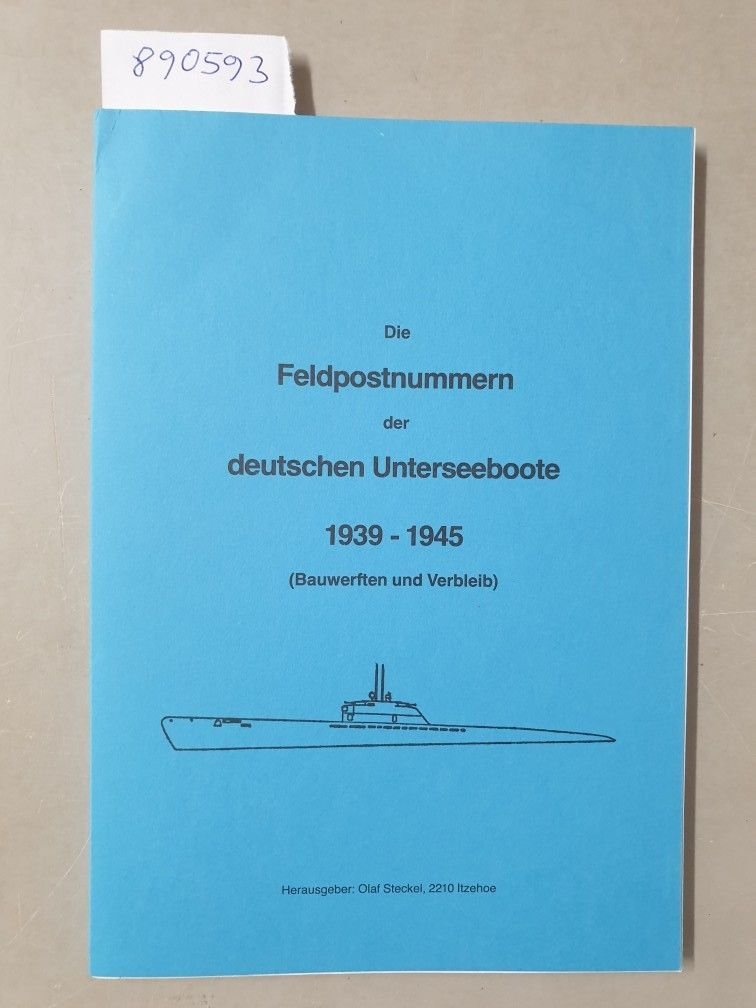 890593
Die
Feldpostnummern
der
deutschen Unterseeboote
1939 - 1945
(Bauwerften und Verbleib)
Herausgeber: Olaf Steckel, 2210 Itzehoe